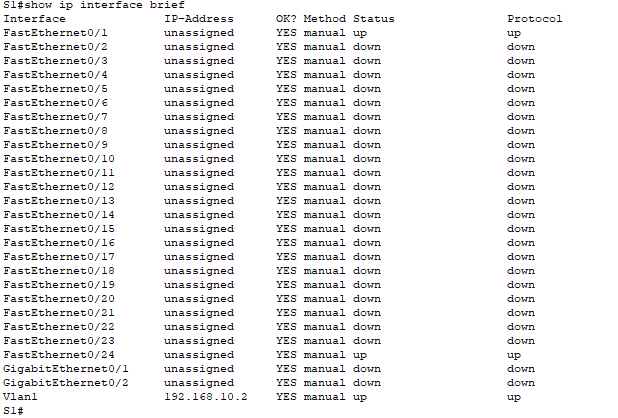 S1#show ip interface brief
Interface IP-Address OK? Method Status Protocol
FastEthernet0/1 unassigned YES manual up up
FastEthernet0/2 unassigned YES manual down down
FastEthernet0/3 unassigned YES manual down down
FastEthernet0/4 unassigned YES manual down down
FastEthernet0/5 unassigned YES manual down down
FastEthernet0/6 unassigned YES manual down down
FastEthernet0/7 unassigned YES manual down down
FastEthernet0/8 unassigned YES manual down down
FastEthernet0/9 unassigned YES manual down down
FastEthernet0/10 unassigned YES manual down down
FastEthernet0/11 unassigned YES manual down down
FastEthernet0/12 unassigned YES manual down down
FastEthernet0/13 unassigned YES manual down down
FastEthernet0/14 unassigned YES manual down down
FastEthernet0/15 unassigned YES manual down down
FastEthernet0/16 unassigned YES manual down down
FastEthernet0/17 unassigned YES manual down down
FastEthernet0/18 unassigned YES manual down down
FastEthernet0/19 unassigned YES manual down down
FastEthernet0/20 unassigned YES manual down down
FastEthernet0/21 unassigned YES manual down down
FastEthernet0/22 unassigned YES manual down down
FastEthernet0/23 unassigned YES manual down down
FastEthernet0/24 unassigned YES manual up up
GigabitEthernet0/1 unassigned YES manual down down
GigabitEthernet0/2 unassigned YES manual down down
Vlan1 192.168.10.2 YES manual up up
S1#